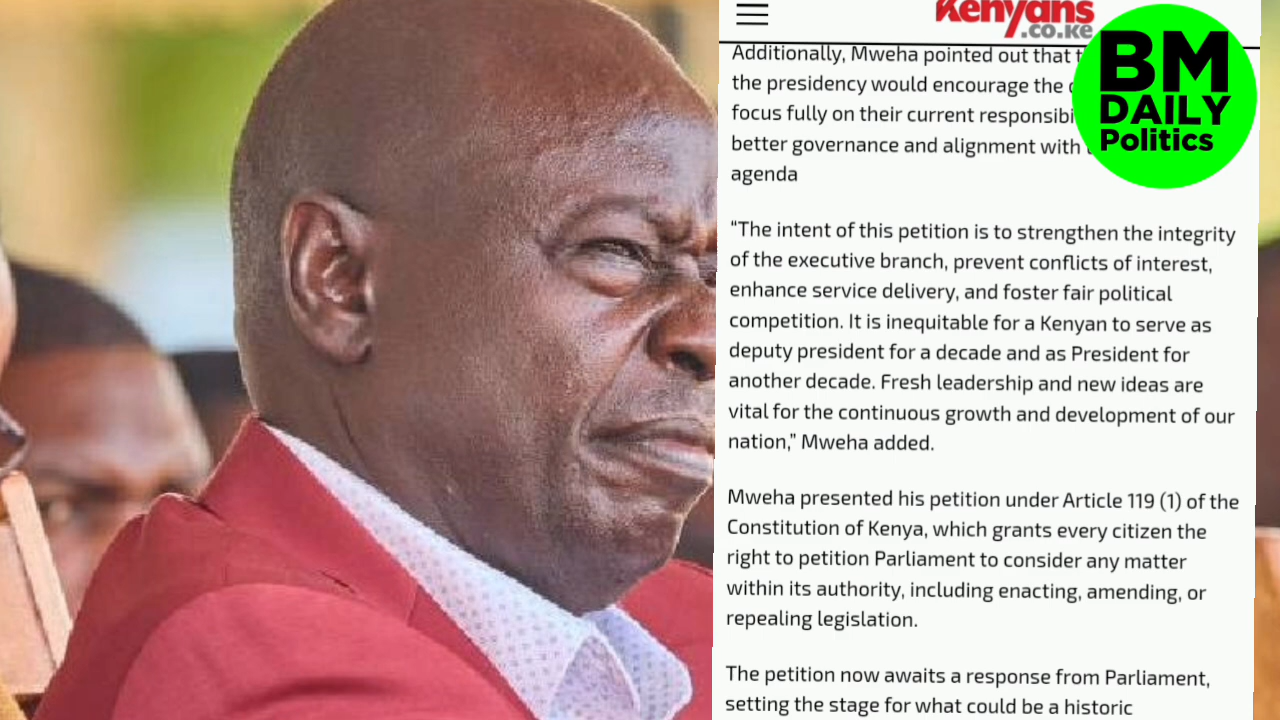 Kenyans
.CO.KE
BM
DAILY
Politics
Additionally, Mweha pointed out that
the presidency would encourage the
focus fully on their current
better governance and alignment with
agenda
“The intent of this petition is to strengthen the integrity
of the executive branch, prevent conflicts of interest,
enhance service delivery, and foster fair political
competition. It is inequitable for a Kenyan to serve as
deputy president for a decade and as President for
another decade. Fresh leadership and new ideas are
vital for the continuous growth and development of our
nation,” Mweha added.
Mweha presented his petition under Article 119 (1) of the
Constitution of Kenya, which grants every citizen the
right to petition Parliament to consider any matter
within its authority, including enacting, amending, or
repealing legislation.
The petition now awaits a response from Parliament,
setting the stage for what could be a historic